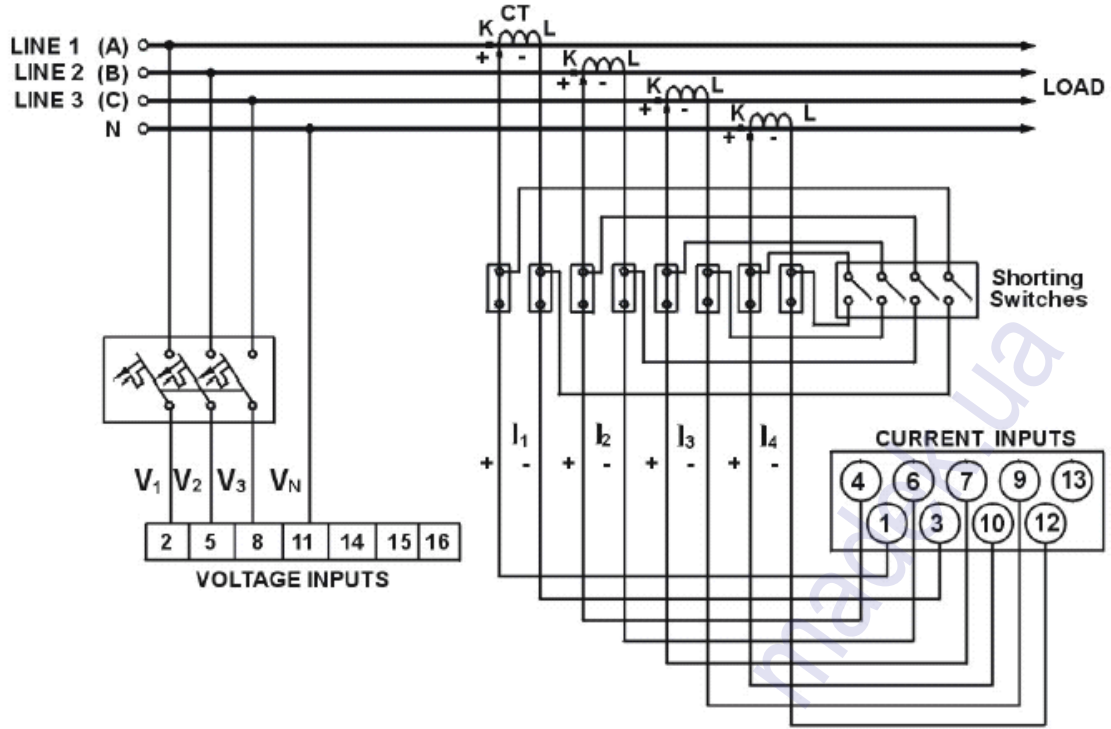 CT
K L
LINE 1 (A)
+ -
K L
LINE 2 (B)
+ -
K L
LINE 3 (C)
+ -
LOAD
K L
N
+ -
Shorting
Switches
I1 I2 I3 I4
+ - + - + - + -
CURRENT INPUTS
4 6 7 9 13
1 3 10 12
V1 V2 V3 VN
2 5 8 11 14 15 16
VOLTAGE INPUTS
madek.ua